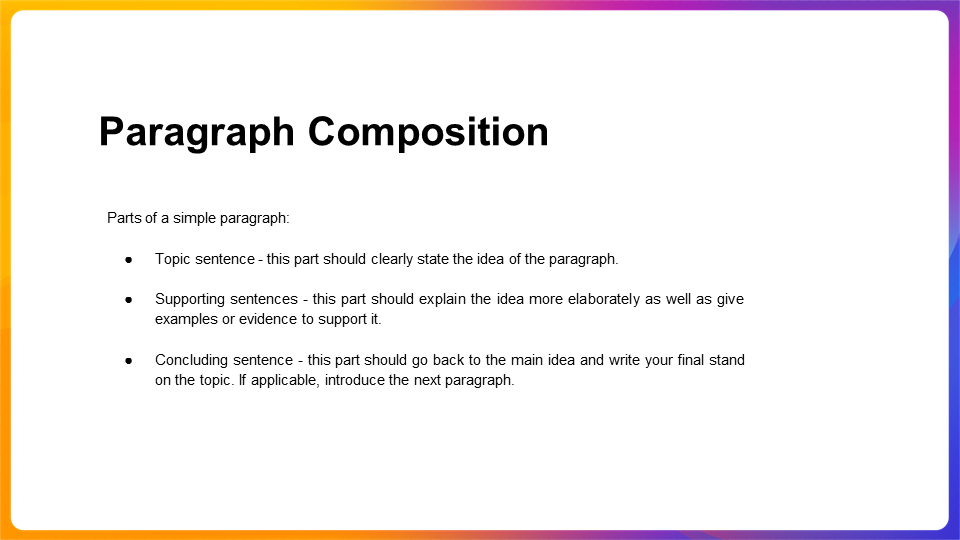 Paragraph Composition
Parts of a simple paragraph:
● Topic sentence - this part should clearly state the idea of the paragraph.
● Supporting sentences - this part should explain the idea more elaborately as well as give
examples or evidence to support it.
● Concluding sentence - this part should go back to the main idea and write your final stand
on the topic. If applicable, introduce the next paragraph.